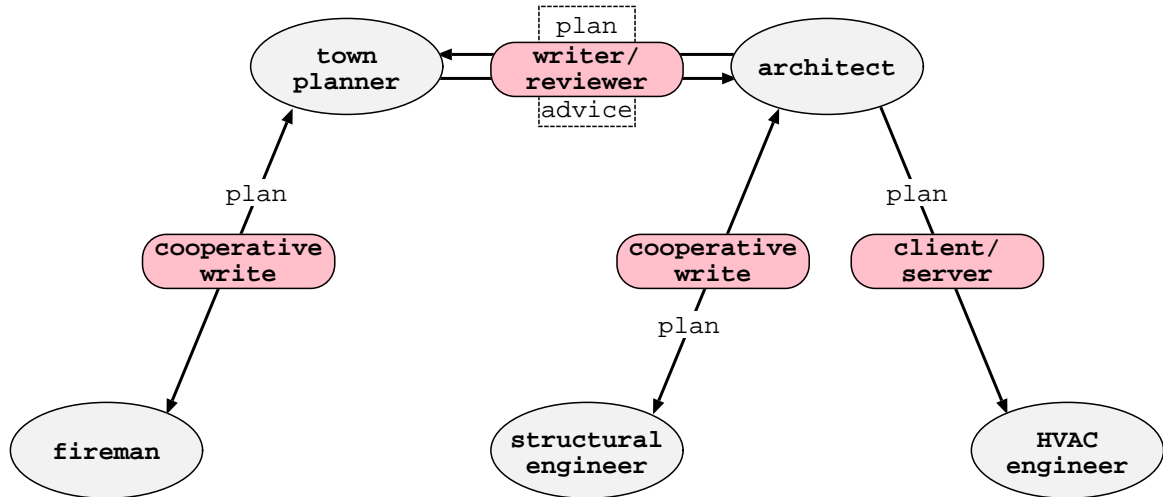 plan
town
planner
writer/
reviewer
architect
advice
plan
plan
cooperative
write
cooperative
write
client/
server
plan
fireman
structural
engineer
HVAC
engineer